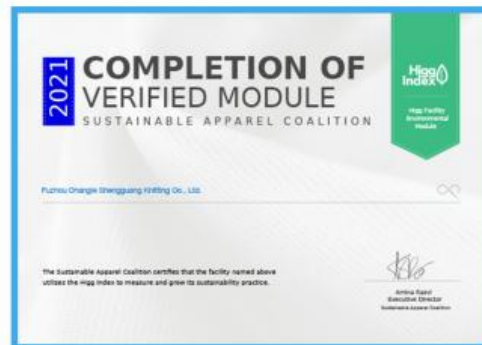 2021
COMPLETION OF
VERIFIED MODULE
SUSTAINABLE APPAREL COALITION
Higg
Index
Higg Facility
Environmental
Module
Fuzhou Changle Shengguang Knitting Co., Ltd.
The Sustainable Apparel Coalition certifies that the facility named above
utilizes the Higg Index to measure and grow its sustainability practice.
Amina Razvi
Executive Director
Sustainable Apparel Coalition